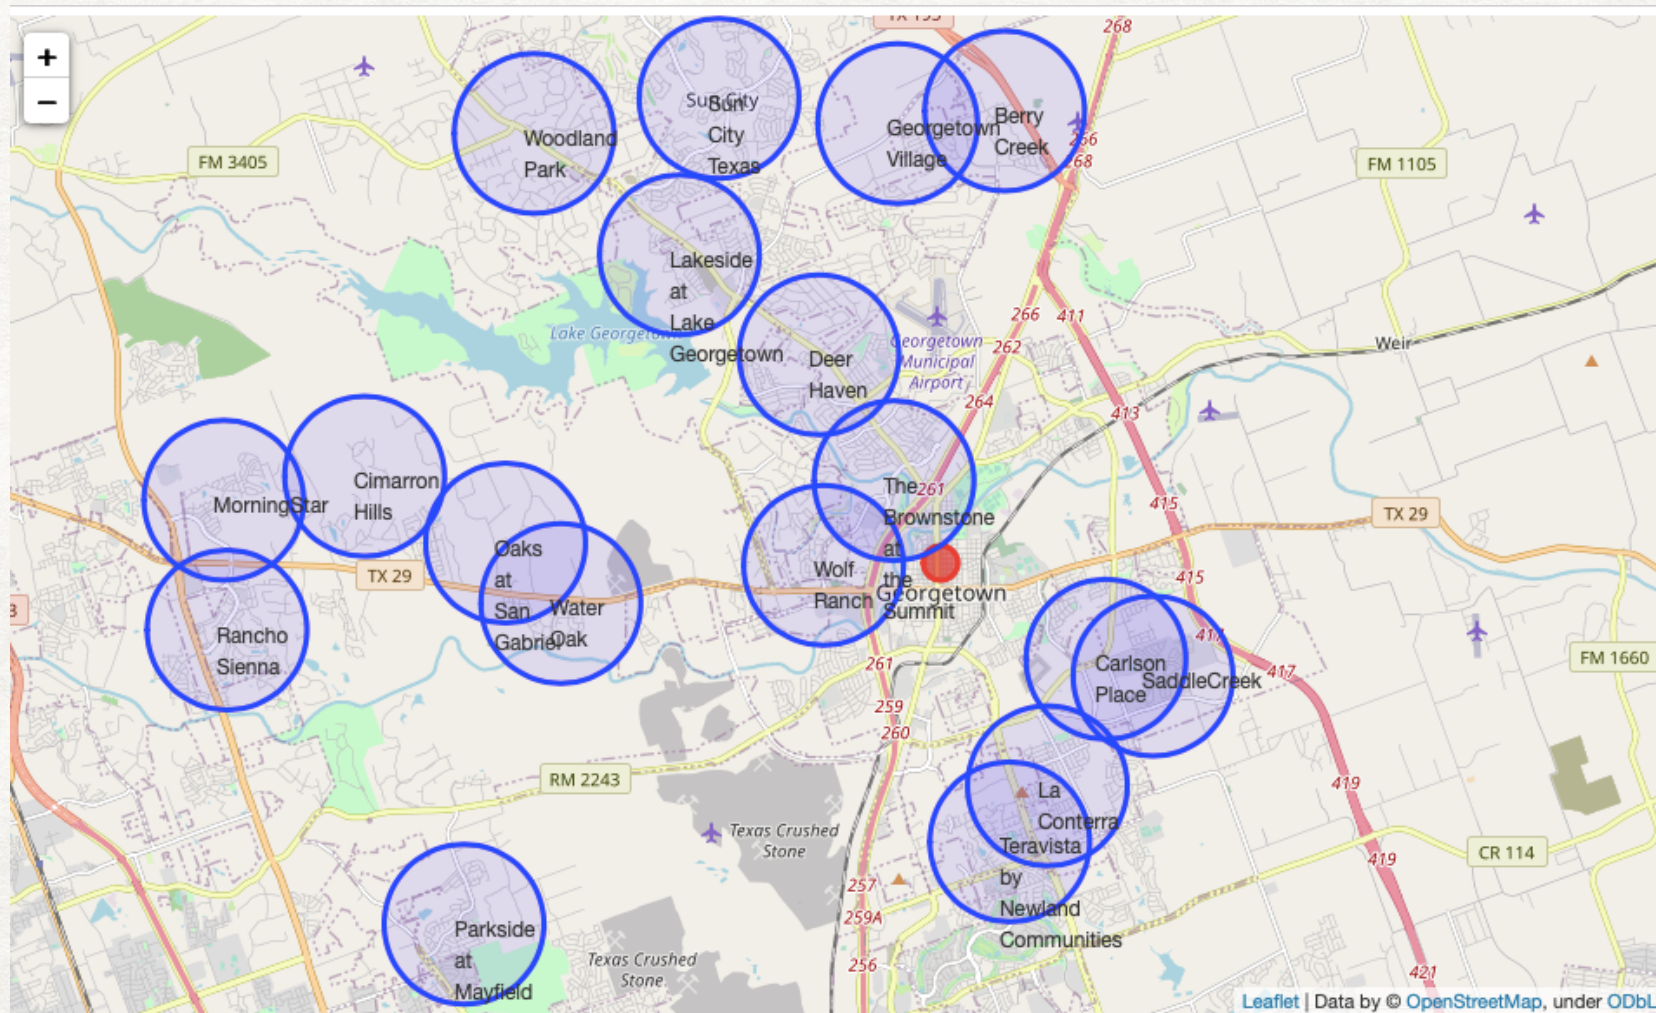 +
−
TX 195
268
Woodland
Park
Sun City
Sun
City
Texas
Georgetown
Village
Berry
Creek
266
268
FM 3405
FM 1105
Lakeside
at
Lake
Georgetown
Lake Georgetown
Deer
Haven
Georgetown
Municipal
Airport
266
411
262
264
413
Weir
Cimarron
Hills
MorningStar
The
Brownstone
at
the
Summit
261
415
TX 29
Oaks
at
San
Gabriel
Water
Oak
TX 29
Wolf
Ranch
Georgetown
415
3
Rancho
Sienna
417
417
Carlson
Place
SaddleCreek
FM 1660
261
259
260
RM 2243
419
La
Conterra
Teravista
by
Newland
Communities
Texas Crushed
Stone
419
CR 114
257
259A
256
Parkside
at
Mayfield
Texas Crushed
Stone
421
Leaflet | Data by © OpenStreetMap, under ODbL